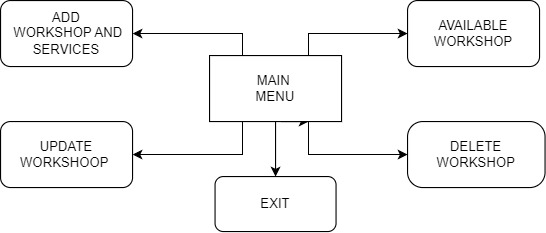 ADD
WORKSHOP AND
SERVICES
AVAILABLE
WORKSHOP
MAIN
MENU
UPDATE
WORKSHOOP
DELETE
WORKSHOP
EXIT